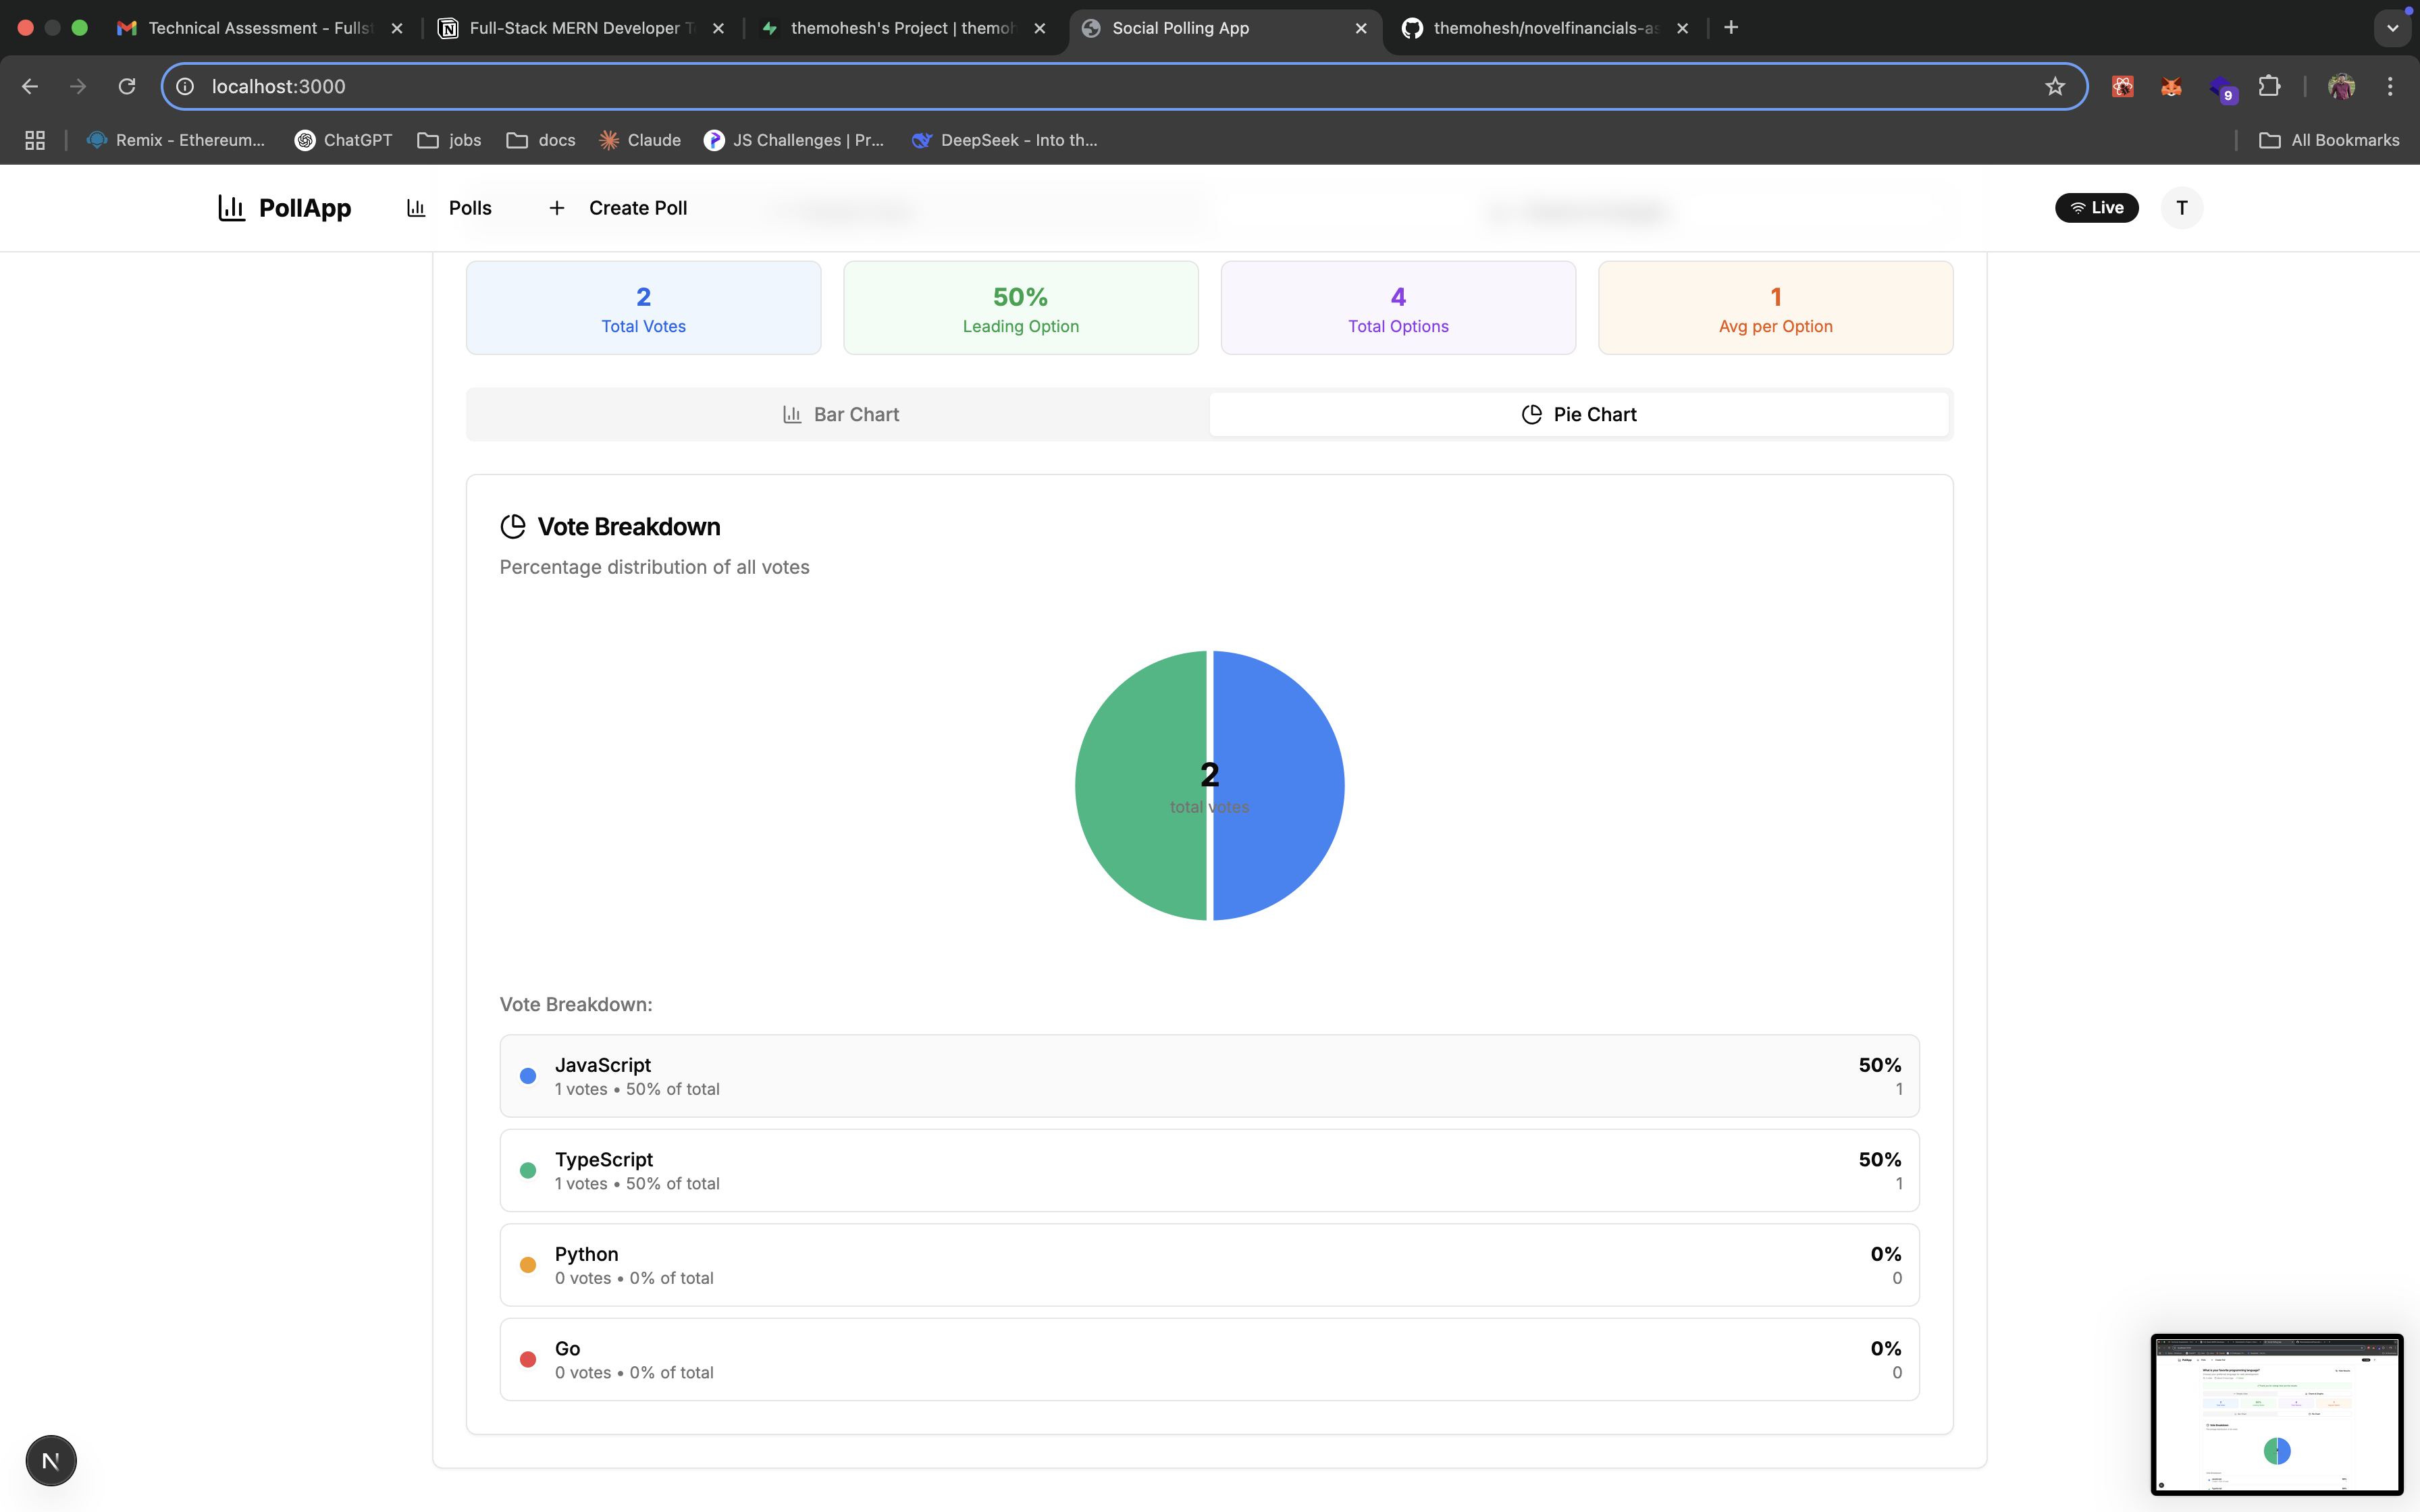 Technical Assessment - Fulls
Full-Stack MERN Developer T
themohesh's Project | themoh
Social Polling App
themohesh/novelfinancials-as
localhost:3000
9
Remix - Ethereum...
ChatGPT
jobs
docs
Claude
JS Challenges | Pr...
DeepSeek - Into th...
All Bookmarks
PollApp
Polls
Create Poll
Live
T
2
Total Votes
50%
Leading Option
4
Total Options
1
Avg per Option
Bar Chart
Pie Chart
Vote Breakdown
Percentage distribution of all votes
2
total votes
Vote Breakdown:
JavaScript
50%
1 votes • 50% of total
1
TypeScript
50%
1 votes • 50% of total
1
Python
0%
0 votes • 0% of total
0
Go
0%
0 votes • 0% of total
0
N